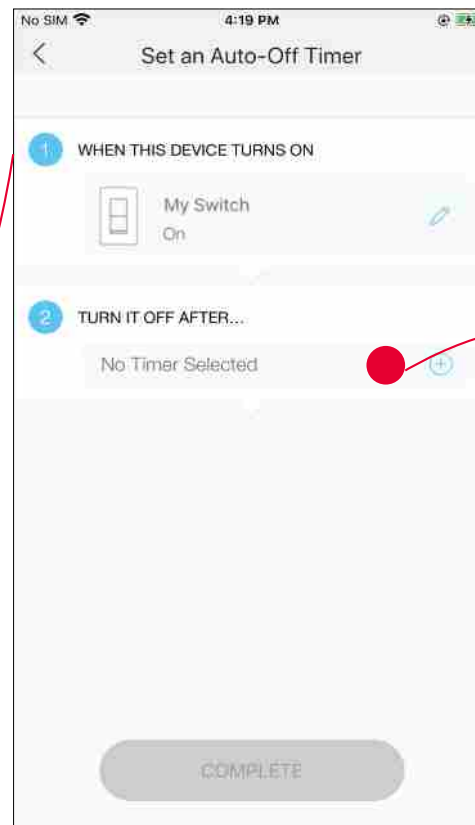 No SIM 4:19 PM
Set an Auto-Off Timer
1 WHEN THIS DEVICE TURNS ON
My Switch
On
2 TURN IT OFF AFTER...
No Timer Selected
COMPLETE